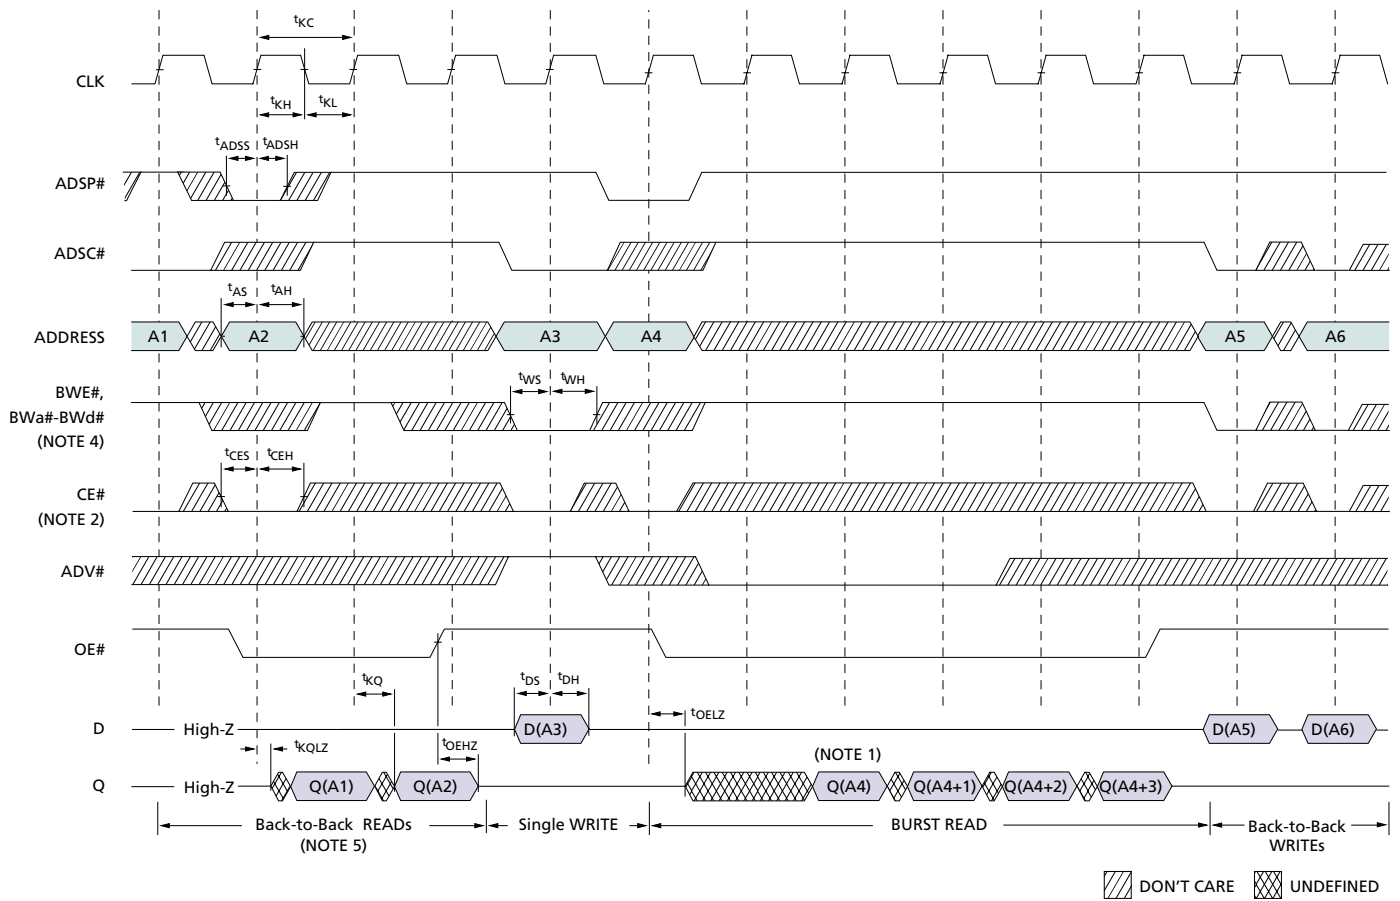 tKC
CLK
tKH tKL
tADSS tADSH
ADSP#
ADSC#
tAS tAH
ADDRESS A1 A2 A3 A4 A5 A6
BWE#,
BWa#-BWd#
(NOTE 4)
tWS tWH
tCES tCEH
CE#
(NOTE 2)
ADV#
OE#
tKQ tDS tDH
tOELZ
D High-Z D(A3) D(A5) D(A6)
tKQLZ tOEHZ (NOTE 1)
Q High-Z Q(A1) Q(A2) Q(A4) Q(A4+1) Q(A4+2) Q(A4+3)
Back-to-Back READs
(NOTE 5)
Single WRITE
BURST READ
Back-to-Back
WRITEs
DON'T CARE UNDEFINED